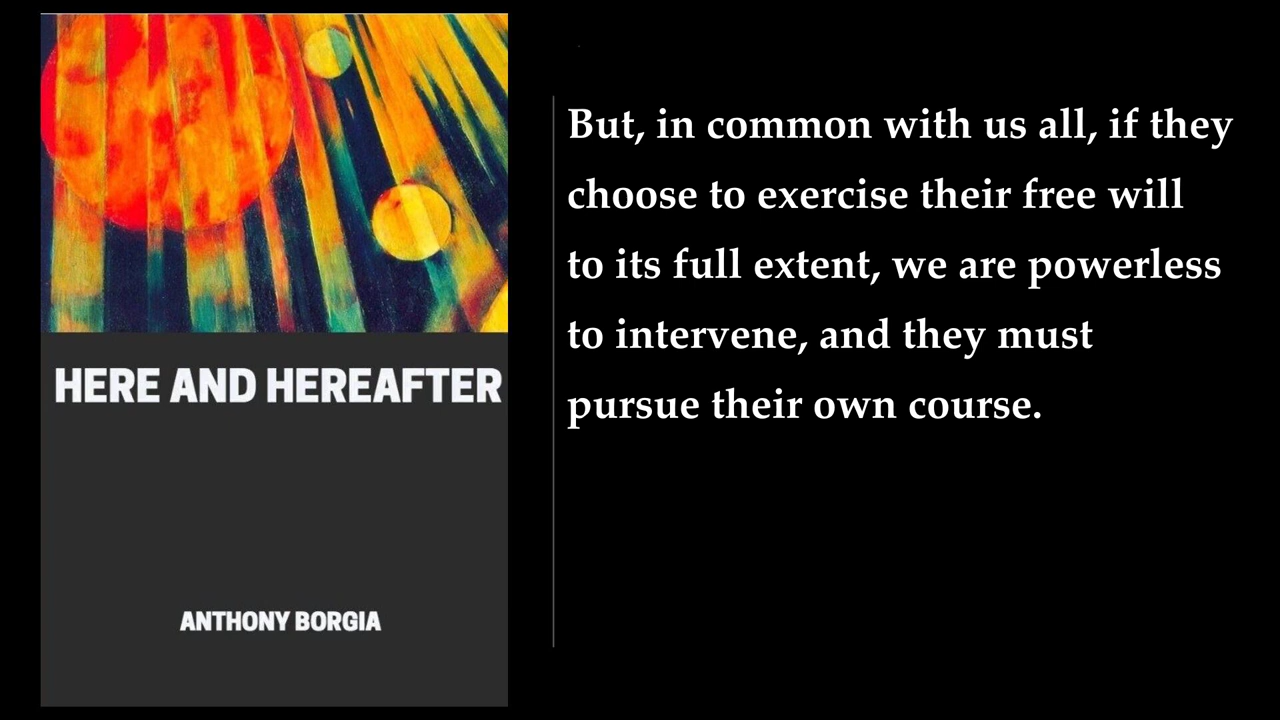 HERE AND HEREAFTER
ANTHONY BORGIA
But, in common with us all, if they
choose to exercise their free will
to its full extent, we are powerless
to intervene, and they must
pursue their own course.